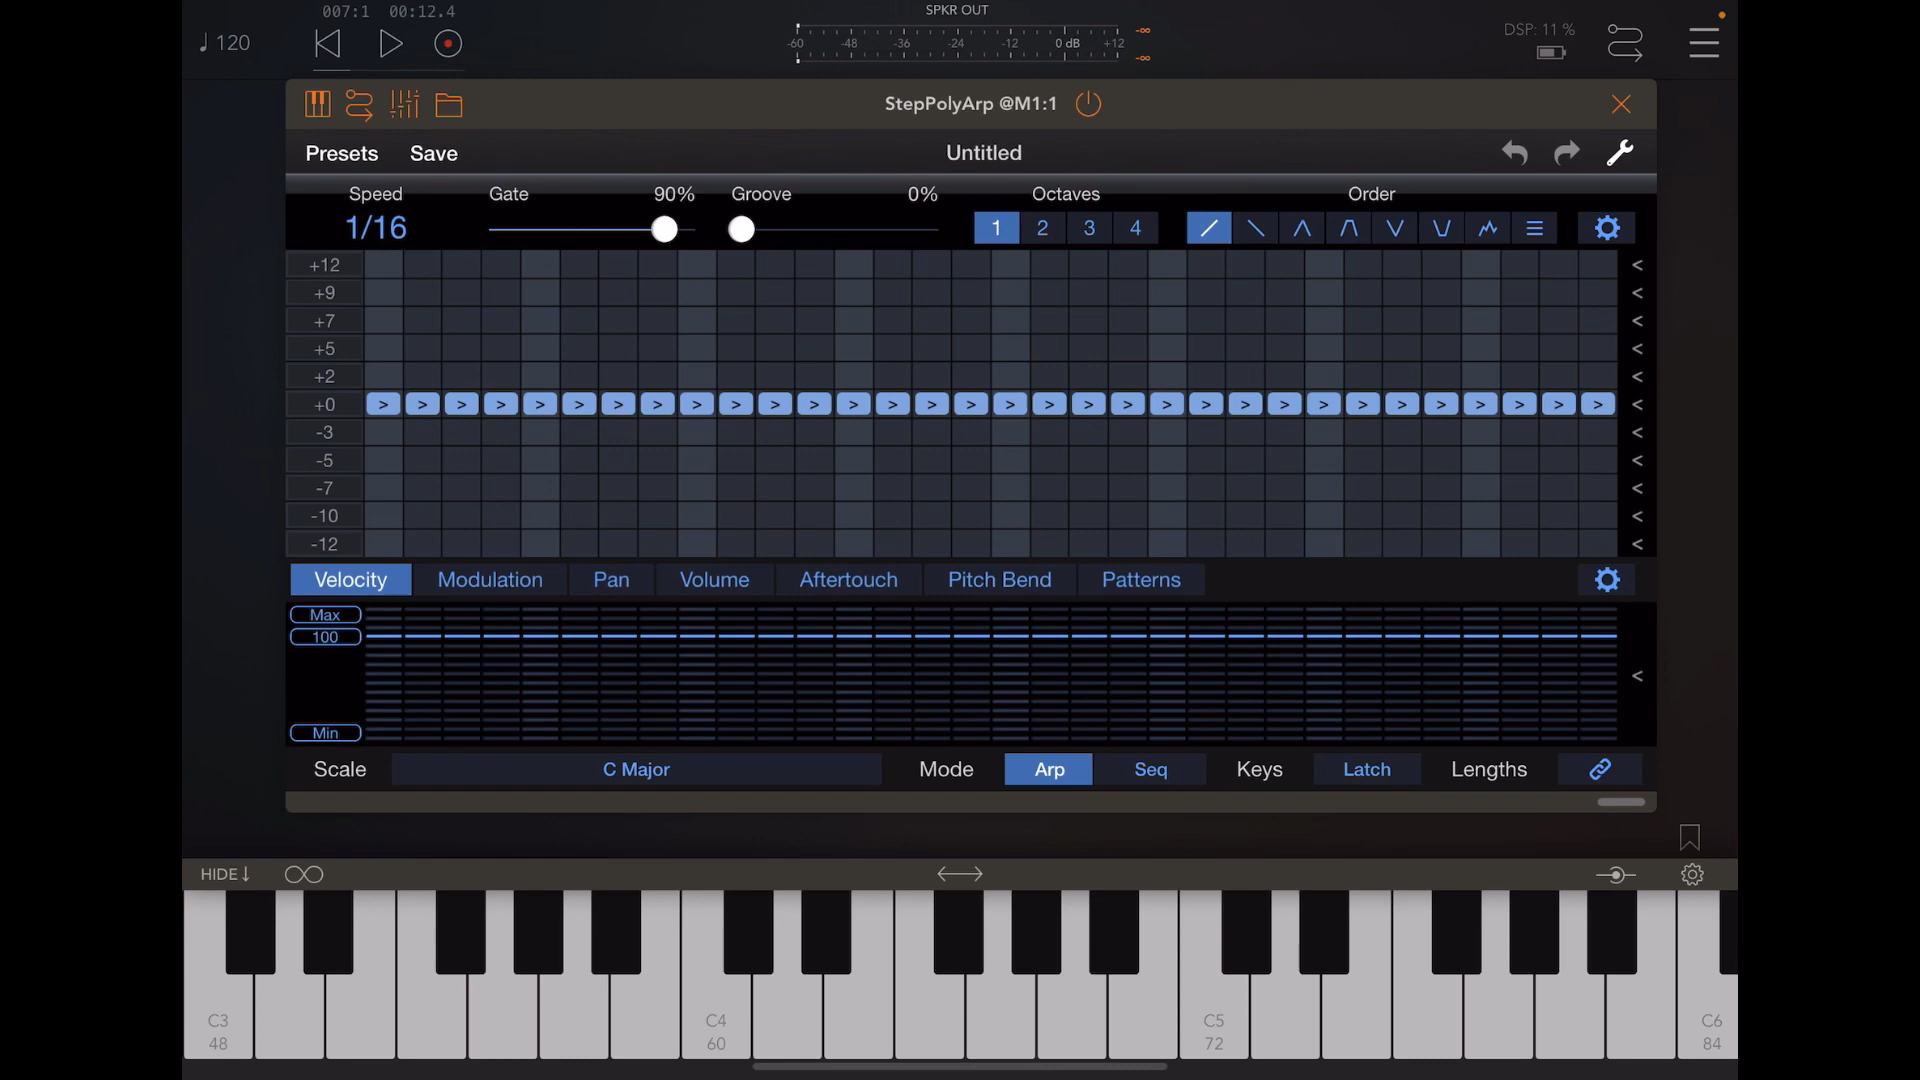 007:1 00:12.4
SPKR OUT
♩ 120
-60 -48 -36 -24 -12 0 dB +12
-∞
-∞
DSP: 11 %
StepPolyArp @M1:1
Presets Save Untitled
Speed Gate 90% Groove 0% Octaves Order
1/16 1 2 3 4
+12 <
+9 <
+7 <
+5 <
+2 <
+0 > > > > > > > > > > > > > > > > > > > > > > > > > > > > > > > > <
-3 <
-5 <
-7 <
-10 <
-12 <
Velocity Modulation Pan Volume Aftertouch Pitch Bend Patterns
Max
100
<
Min
Scale C Major Mode Arp Seq Keys Latch Lengths
HIDE↓
C3 C4 C5 C6
48 60 72 84